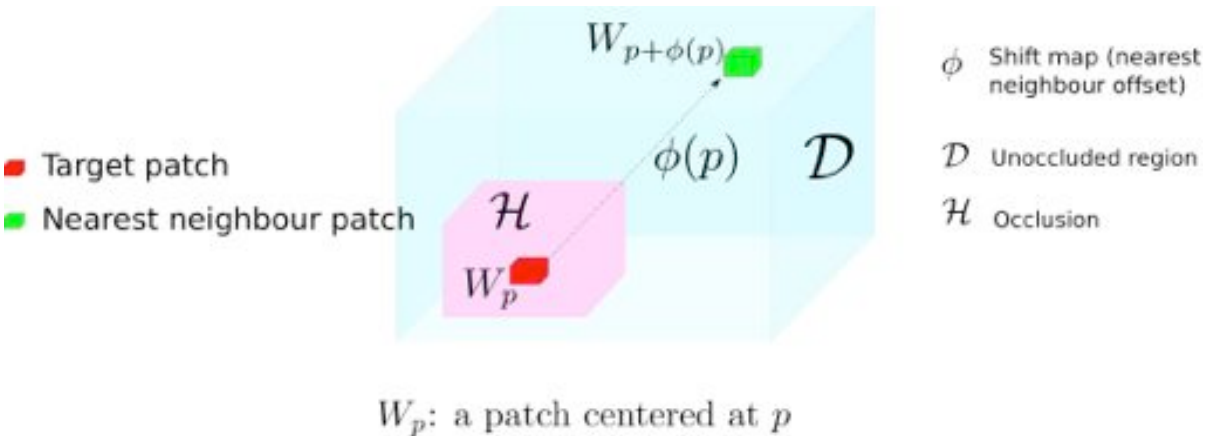 W_{p+φ(p)}
φ Shift map (nearest
neighbour offset)
φ(p)
𝒟
𝒟 Unoccluded region
Target patch
ℋ
ℋ Occlusion
Nearest neighbour patch
W_p
W_p: a patch centered at p